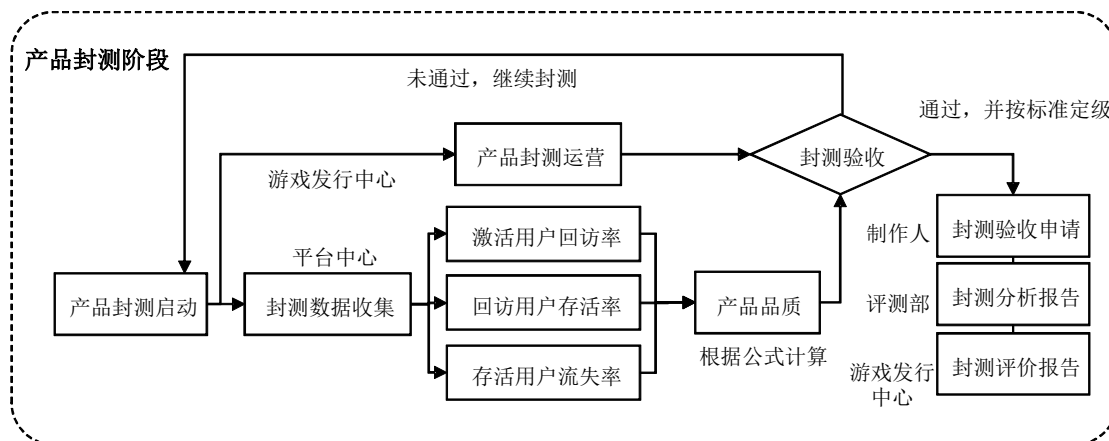 产品封测阶段
未通过，继续封测
通过，并按标准定级
产品封测运营
封测验收
游戏发行中心
激活用户回访率
制作人
封测验收申请
平台中心
产品封测启动
封测数据收集
回访用户存活率
产品品质
评测部
封测分析报告
根据公式计算
存活用户流失率
游戏发行
中心
封测评价报告